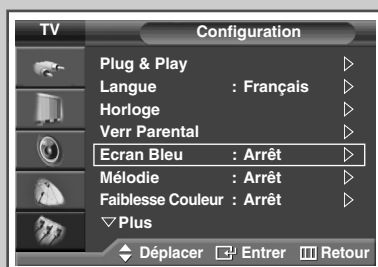 TV Configuration
Plug & Play
Langue : Français
Horloge
Verr Parental
Ecran Bleu : Arrêt
Mélodie : Arrêt
Faiblesse Couleur : Arrêt
Plus
Déplacer Entrer Retour